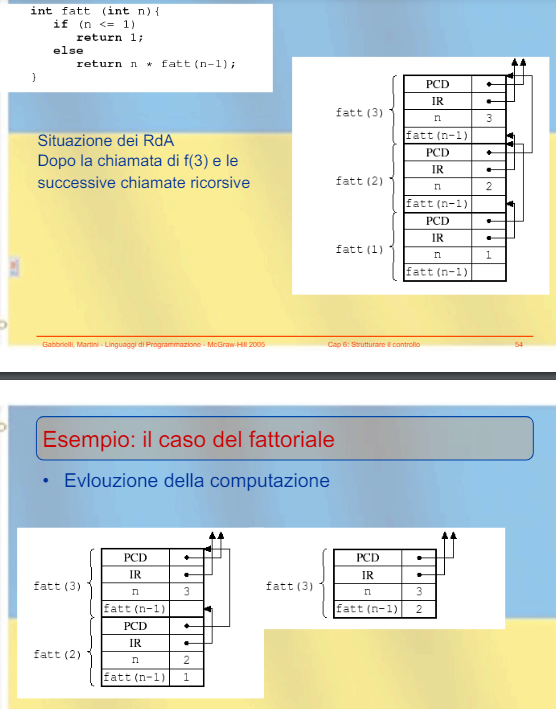 int fatt (int n){
if (n <= 1)
return 1;
else
return n * fatt(n-1);
}
Situazione dei RdA
Dopo la chiamata di f(3) e le
successive chiamate ricorsive
fatt(3)
PCD
IR
n 3
fatt(n-1)
fatt(2)
PCD
IR
n 2
fatt(n-1)
fatt(1)
PCD
IR
n 1
fatt(n-1)
Gabbrielli, Martini - Linguaggi di Programmazione - McGraw-Hill 2005
Cap 6: Strutturare il controllo
54
Esempio: il caso del fattoriale
• Evlouzione della computazione
fatt(3)
PCD
IR
n 3
fatt(n-1)
fatt(2)
PCD
IR
n 2
fatt(n-1) 1
fatt(3)
PCD
IR
n 3
fatt(n-1) 2